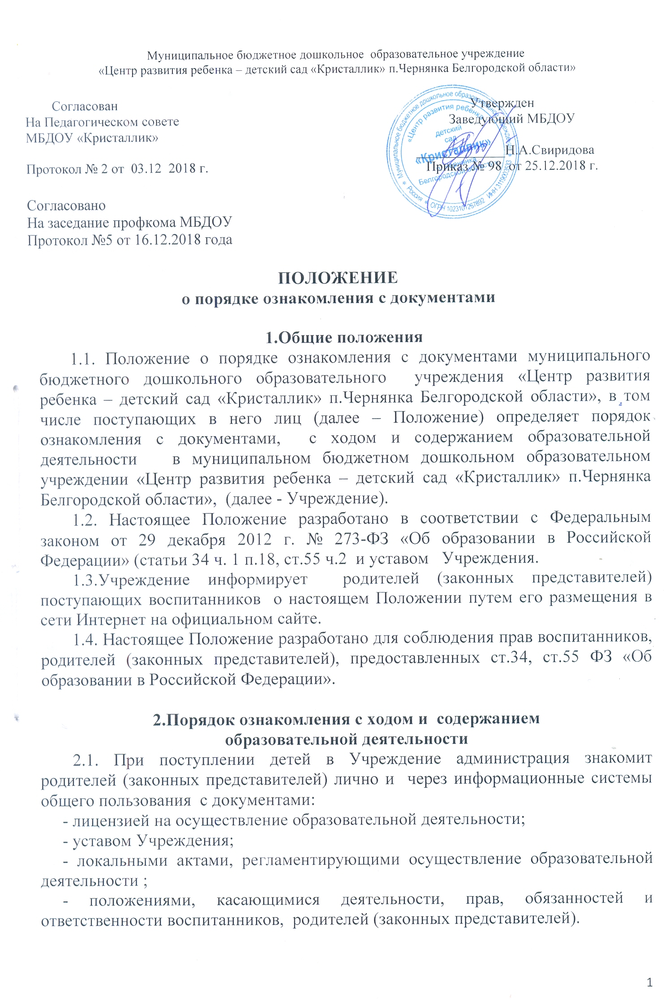 Муниципальное бюджетное дошкольное образовательное учреждение
«Центр развития ребенка – детский сад «Кристаллик» п.Чернянка Белгородской области»
Согласован
На Педагогическом совете
МБДОУ «Кристаллик»
Протокол № 2 от 03.12 2018 г.
Утвержден
Заведующий МБДОУ
Н.А.Свиридова
Приказ № 98 от 25.12.2018 г.
Муниципальное бюджетное дошкольное образовательное учреждение
«Центр развития ребенка
детский
сад
«Кристаллик»
п.Чернянка
Белгородской области»
Россия * ОГРН 1023101267892 ИНН 3119003533
Согласовано
На заседание профкома МБДОУ
Протокол №5 от 16.12.2018 года
ПОЛОЖЕНИЕ
о порядке ознакомления с документами
1.Общие положения
1.1. Положение о порядке ознакомления с документами муниципального
бюджетного дошкольного образовательного учреждения «Центр развития
ребенка – детский сад «Кристаллик» п.Чернянка Белгородской области», в том
числе поступающих в него лиц (далее – Положение) определяет порядок
ознакомления с документами, с ходом и содержанием образовательной
деятельности в муниципальном бюджетном дошкольном образовательном
учреждении «Центр развития ребенка – детский сад «Кристаллик» п.Чернянка
Белгородской области», (далее - Учреждение).
1.2. Настоящее Положение разработано в соответствии с Федеральным
законом от 29 декабря 2012 г. № 273-ФЗ «Об образовании в Российской
Федерации» (статьи 34 ч. 1 п.18, ст.55 ч.2 и уставом Учреждения.
1.3.Учреждение информирует родителей (законных представителей)
поступающих воспитанников о настоящем Положении путем его размещения в
сети Интернет на официальном сайте.
1.4. Настоящее Положение разработано для соблюдения прав воспитанников,
родителей (законных представителей), предоставленных ст.34, ст.55 ФЗ «Об
образовании в Российской Федерации».
2.Порядок ознакомления с ходом и содержанием
образовательной деятельности
2.1. При поступлении детей в Учреждение администрация знакомит
родителей (законных представителей) лично и через информационные системы
общего пользования с документами:
- лицензией на осуществление образовательной деятельности;
- уставом Учреждения;
- локальными актами, регламентирующими осуществление образовательной
деятельности ;
- положениями, касающимися деятельности, прав, обязанностей и
ответственности воспитанников, родителей (законных представителей).
1